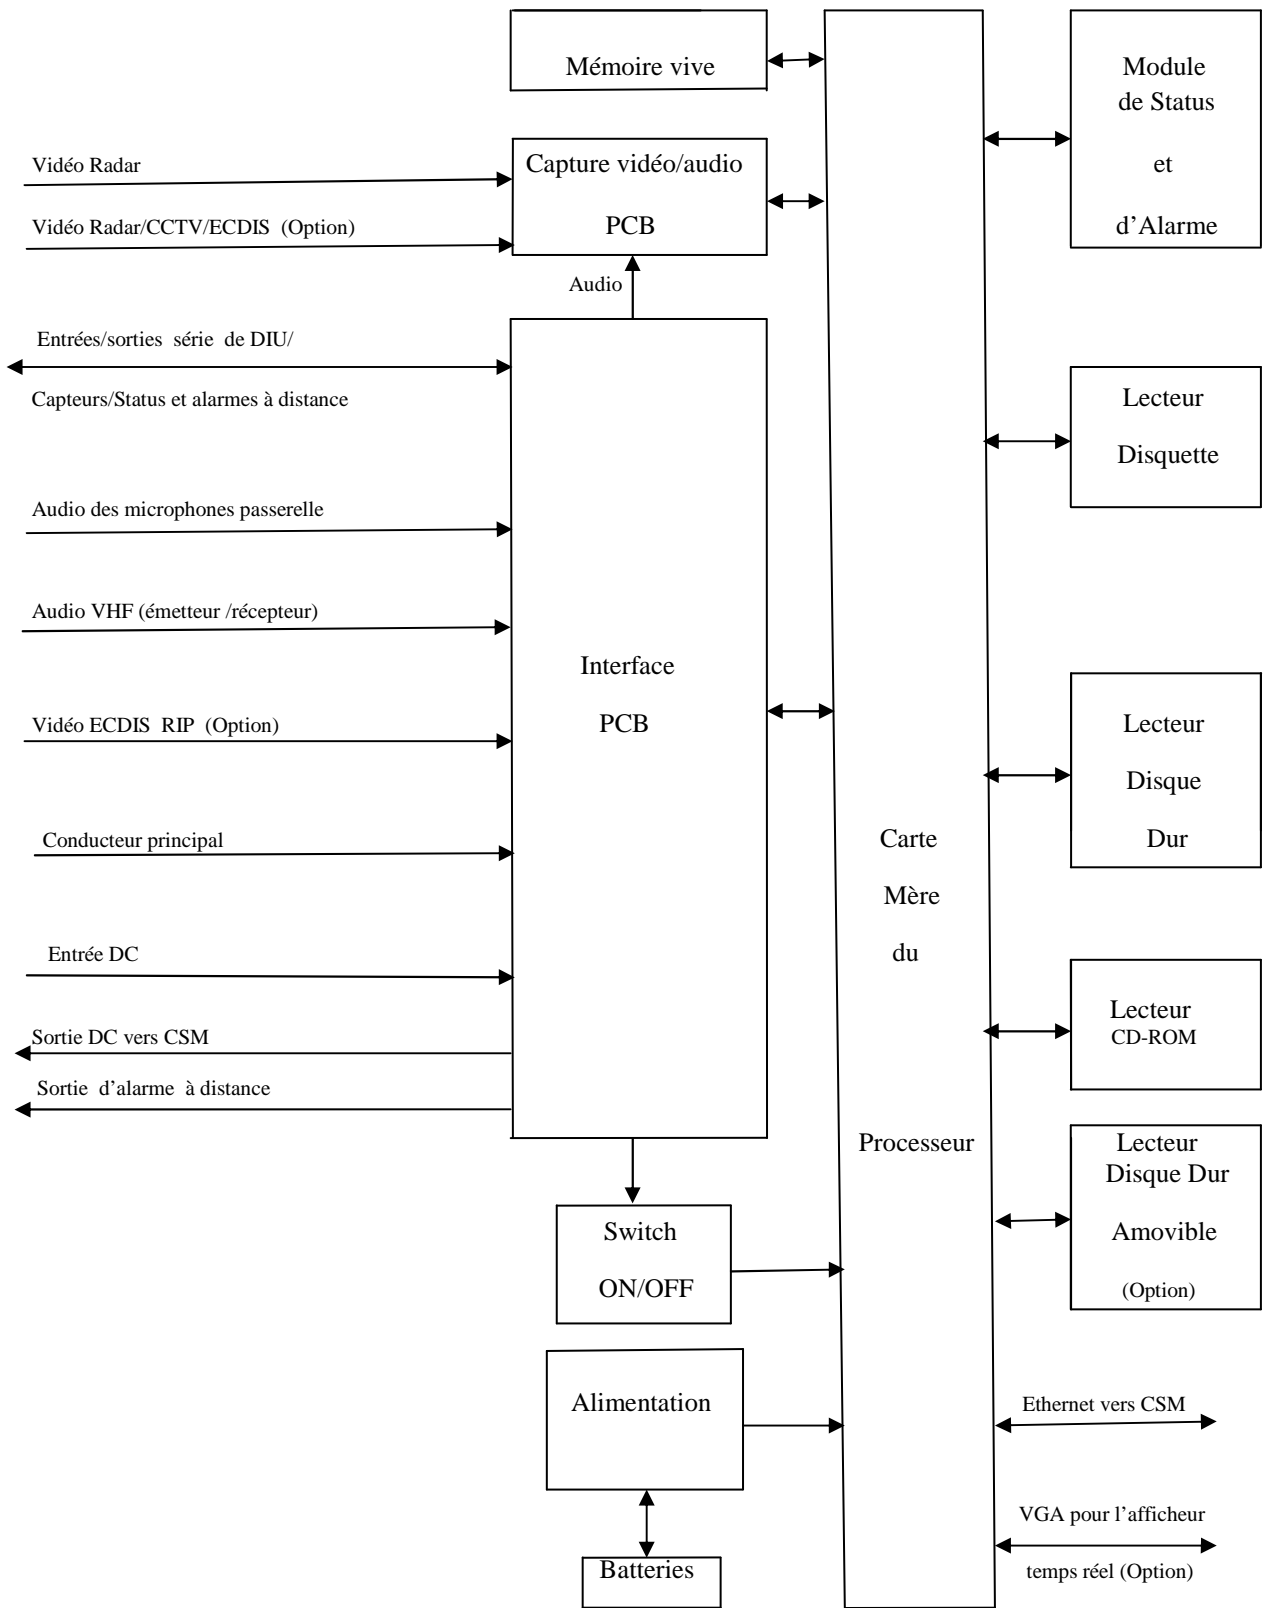 Mémoire vive
Vidéo Radar
Vidéo Radar/CCTV/ECDIS (Option)
Capture vidéo/audio
PCB
Audio
Entrées/sorties série de DIU/
Capteurs/Status et alarmes à distance
Audio des microphones passerelle
Audio VHF (émetteur /récepteur)
Vidéo ECDIS RIP (Option)
Conducteur principal
Entrée DC
Sortie DC vers CSM
Sortie d’alarme à distance
Interface
PCB
Switch
ON/OFF
Alimentation
Batteries
Carte
Mère
du
Processeur
Module
de Status
et
d’Alarme
Lecteur
Disquette
Lecteur
Disque
Dur
Lecteur
CD-ROM
Lecteur
Disque Dur
Amovible
(Option)
Ethernet vers CSM
VGA pour l’afficheur
temps réel (Option)